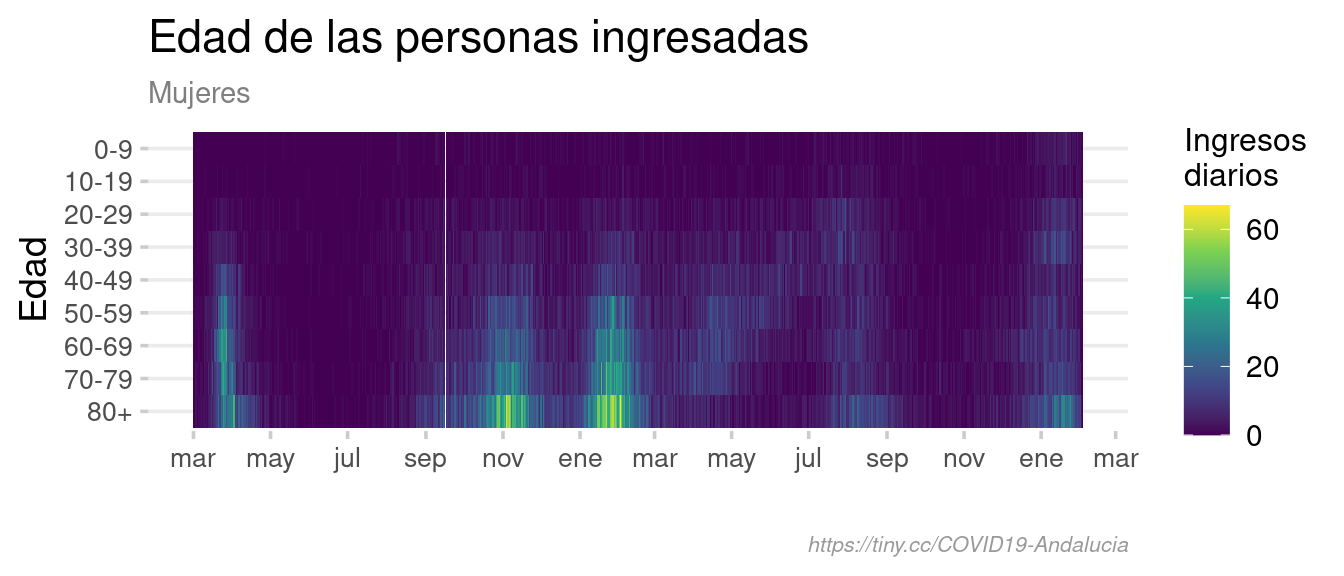 Edad de las personas ingresadas
Mujeres
Edad
0-9
10-19
20-29
30-39
40-49
50-59
60-69
70-79
80+
mar may jul sep nov ene mar may jul sep nov ene mar
Ingresos
diarios
60
40
20
0
https://tiny.cc/COVID19-Andalucia